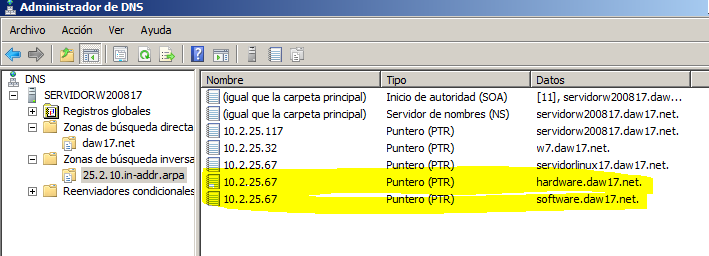 Administrador de DNS
Archivo Acción Ver Ayuda
DNS
SERVIDORW200817
Registros globales
Zonas de búsqueda directa
daw17.net
Zonas de búsqueda inversa
25.2.10.in-addr.arpa
Reenviadores condicionales
Nombre Tipo Datos
(igual que la carpeta principal) Inicio de autoridad (SOA) [11], servidorw200817.daw...
(igual que la carpeta principal) Servidor de nombres (NS) servidorw200817.daw17.net.
10.2.25.117 Puntero (PTR) servidorw200817.daw17.net.
10.2.25.32 Puntero (PTR) w7.daw17.net.
10.2.25.67 Puntero (PTR) servidorlinux17.daw17.net.
10.2.25.67 Puntero (PTR) hardware.daw17.net.
10.2.25.67 Puntero (PTR) software.daw17.net.